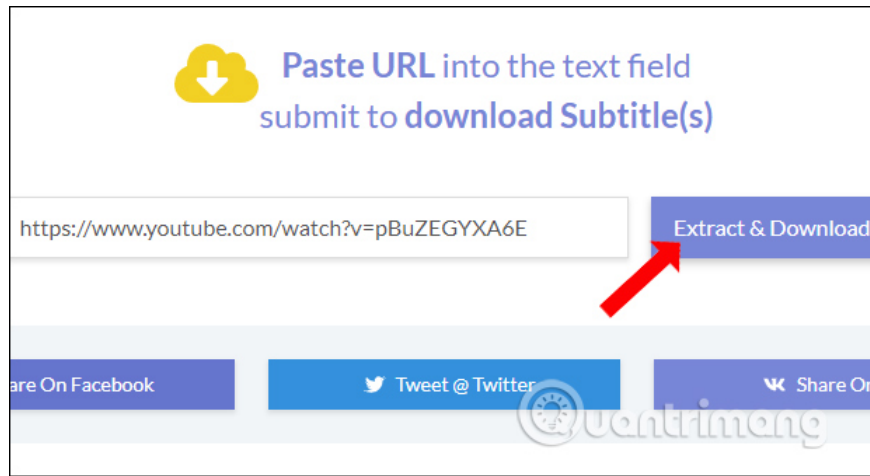 Paste URL into the text field
submit to download Subtitle(s)
https://www.youtube.com/watch?v=pBuZEGYXA6E
Extract & Download
are On Facebook
Tweet @ Twitter
Share On
Quantrimang